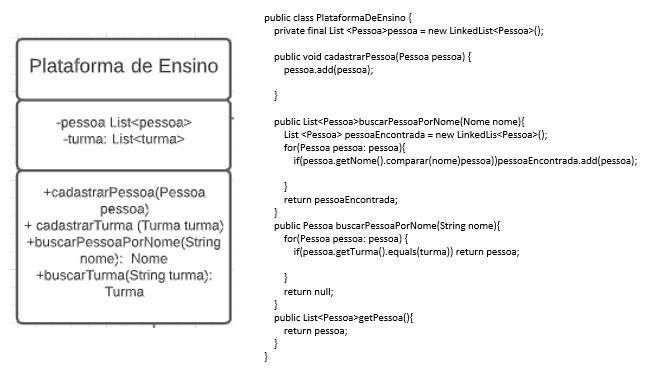 Plataforma de Ensino
-pessoa List<pessoa>
-turma: List<turma>
+cadastrarPessoa(Pessoa
pessoa)
+ cadastrarTurma (Turma turma)
+buscarPessoaPorNome(String
nome): Nome
+buscarTurma(String turma):
Turma
public class PlataformaDeEnsino {
private final List <Pessoa>pessoa = new LinkedList<Pessoa>();
public void cadastrarPessoa(Pessoa pessoa) {
pessoa.add(pessoa);
}
public List<Pessoa>buscarPessoaPorNome(Nome nome){
List <Pessoa> pessoaEncontrada = new LinkedLis<Pessoa>();
for(Pessoa pessoa: pessoa){
if(pessoa.getNome().comparar(nome)pessoa))pessoaEncontrada.add(pessoa);
}
return pessoaEncontrada;
}
public Pessoa buscarPessoaPorNome(String nome){
for(Pessoa pessoa: pessoa) {
if(pessoa.getTurma().equals(turma)) return pessoa;
}
return null;
}
public List<Pessoa>getPessoa(){
return pessoa;
}
}